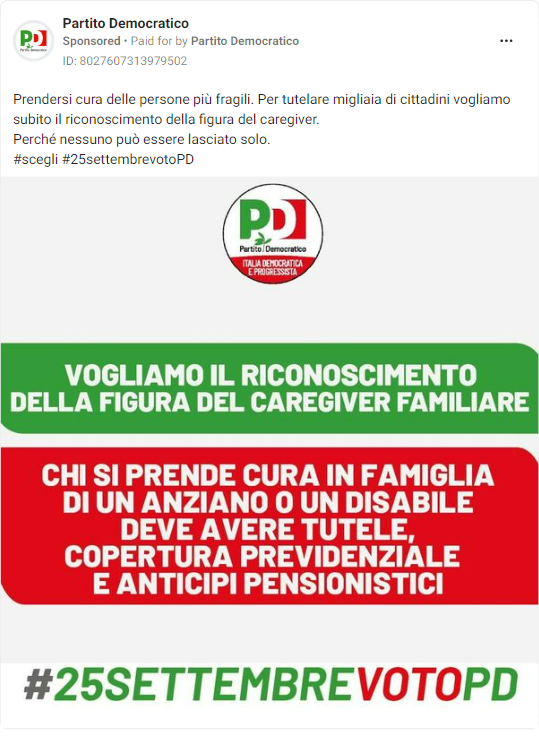 Partito Democratico
Sponsored • Paid for by Partito Democratico
ID: 8027607313979502
Prendersi cura delle persone più fragili. Per tutelare migliaia di cittadini vogliamo
subito il riconoscimento della figura del caregiver.
Perché nessuno può essere lasciato solo.
#scegli #25settembrevotoPD
PD
Partito Democratico
ITALIA DEMOCRATICA
E PROGRESSISTA
VOGLIAMO IL RICONOSCIMENTO
DELLA FIGURA DEL CAREGIVER FAMILIARE
CHI SI PRENDE CURA IN FAMIGLIA
DI UN ANZIANO O UN DISABILE
DEVE AVERE TUTELE,
COPERTURA PREVIDENZIALE
E ANTICIPI PENSIONISTICI
#25SETTEMBREVOTOPD